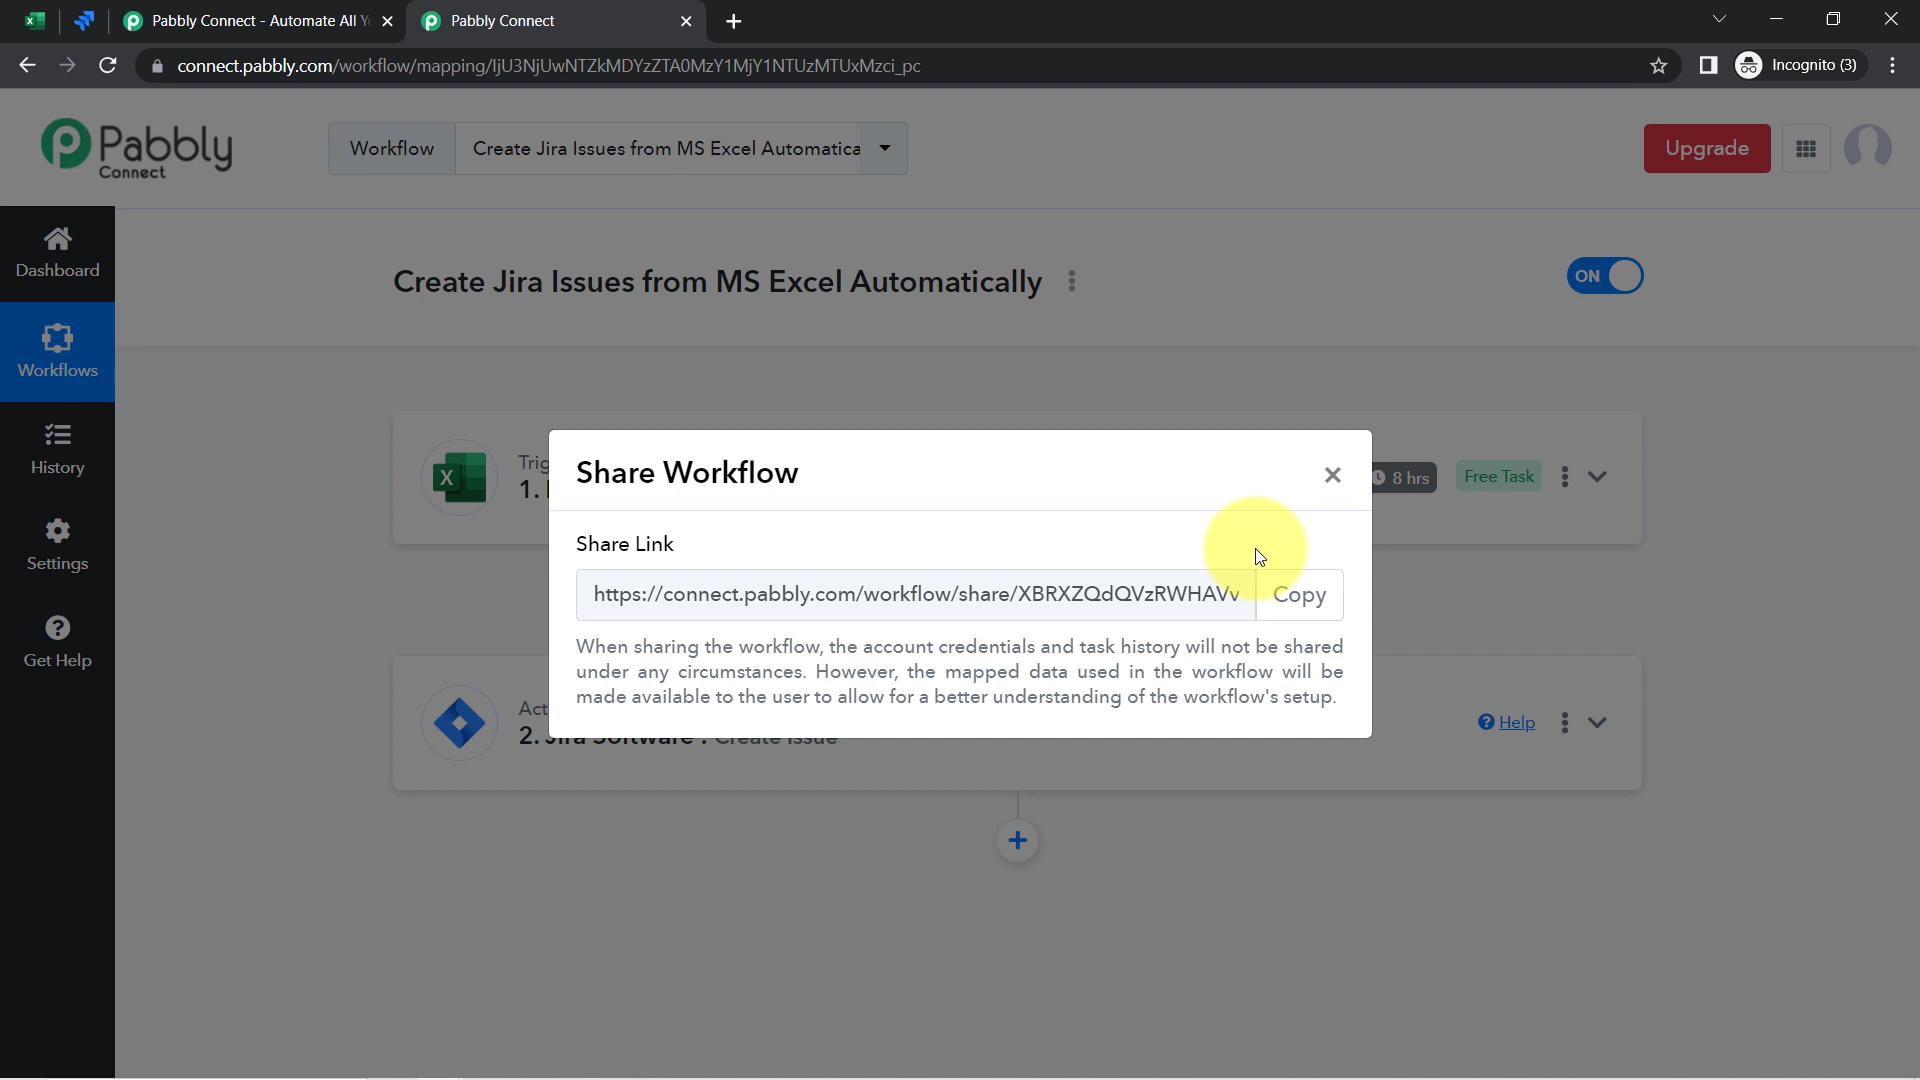 Pabbly Connect - Automate All Y
Pabbly Connect
connect.pabbly.com/workflow/mapping/IjU3NjUwNTZkMDYzZTA0MzY1MjY1NTUzMTUxMzci_pc
Incognito (3)
Pabbly
Connect
Workflow
Create Jira Issues from MS Excel Automatica
Upgrade
Dashboard
Workflows
History
Settings
Get Help
Create Jira Issues from MS Excel Automatically
ON
Trig
1.
8 hrs
Free Task
Share Workflow
Share Link
https://connect.pabbly.com/workflow/share/XBRXZQdQVzRWHAVv
Copy
When sharing the workflow, the account credentials and task history will not be shared
under any circumstances. However, the mapped data used in the workflow will be
made available to the user to allow for a better understanding of the workflow's setup.
Act
2. Jira Software : Create Issue
Help